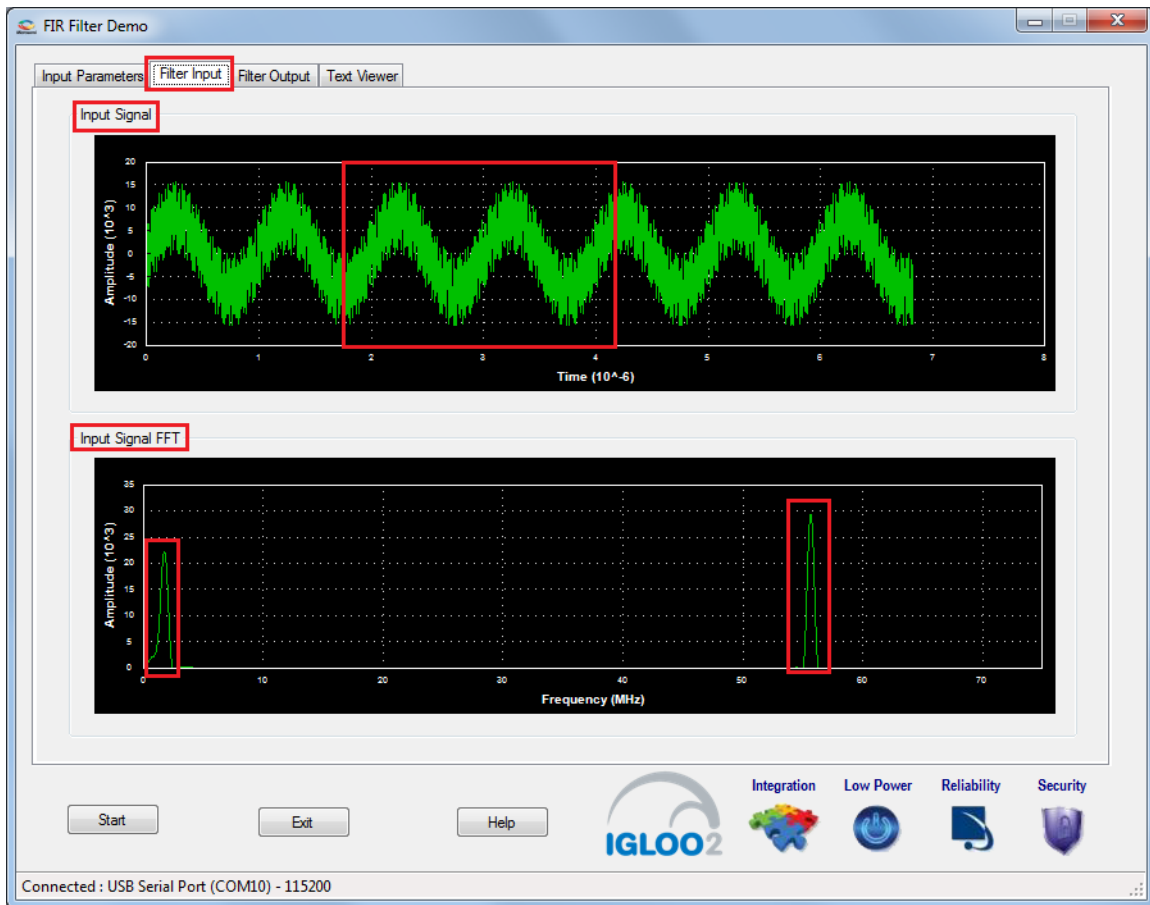 FIR Filter Demo
Input Parameters Filter Input Filter Output Text Viewer
Input Signal
20
15
10
5
0
-5
-10
-15
-20
Amplitude (10^3)
0 1 2 3 4 5 6 7 8
Time (10^-6)
Input Signal FFT
35
30
25
20
15
10
5
0
Amplitude (10^3)
0 10 20 30 40 50 60 70
Frequency (MHz)
Start Exit Help
IGLOO2
Integration Low Power Reliability Security
Connected : USB Serial Port (COM10) - 115200